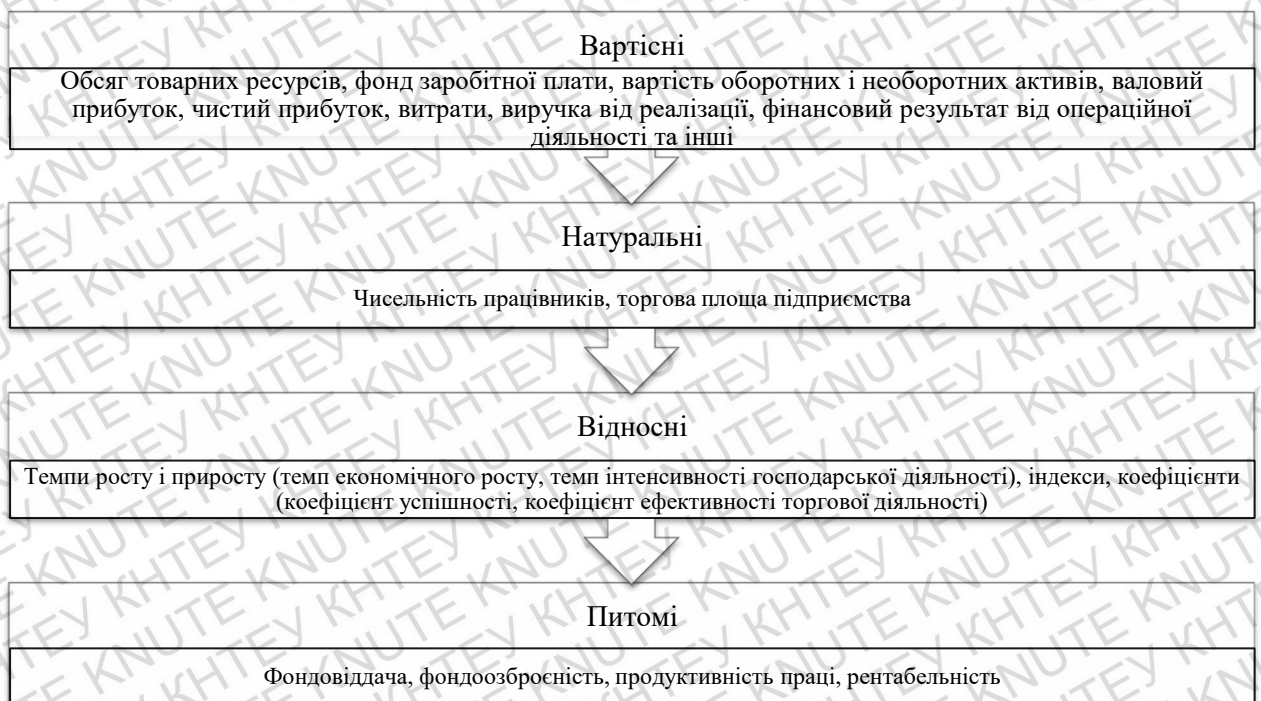 Вартісні
Обсяг товарних ресурсів, фонд заробітної плати, вартість оборотних і необоротних активів, валовий
прибуток, чистий прибуток, витрати, виручка від реалізації, фінансовий результат від операційної
діяльності та інші
Натуральні
Чисельність працівників, торгова площа підприємства
Відносні
Темпи росту і приросту (темп економічного росту, темп інтенсивності господарської діяльності), індекси, коефіцієнти
(коефіцієнт успішності, коефіцієнт ефективності торгової діяльності)
Питомі
Фондовіддача, фондоозброєність, продуктивність праці, рентабельність